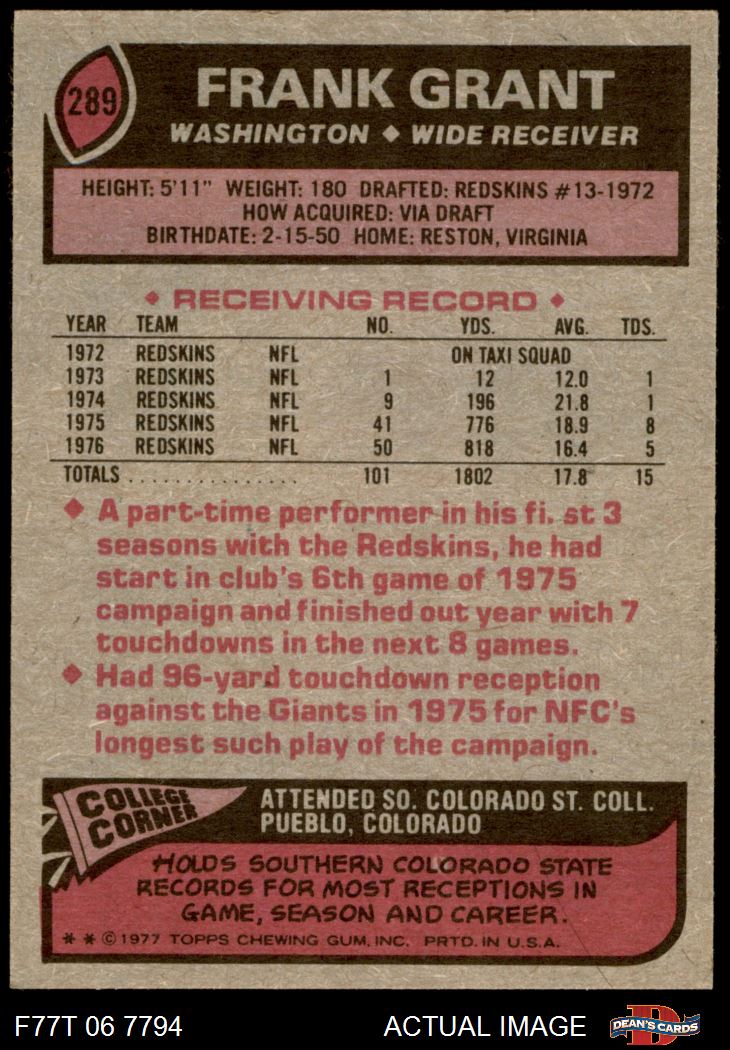 289
FRANK GRANT
WASHINGTON ◆ WIDE RECEIVER
HEIGHT: 5'11" WEIGHT: 180 DRAFTED: REDSKINS #13-1972
HOW ACQUIRED: VIA DRAFT
BIRTHDATE: 2-15-50 HOME: RESTON, VIRGINIA
◆ RECEIVING RECORD ◆
YEAR TEAM NO. YDS. AVG. TDS.
1972 REDSKINS NFL ON TAXI SQUAD
1973 REDSKINS NFL 1 12 12.0 1
1974 REDSKINS NFL 9 196 21.8 1
1975 REDSKINS NFL 41 776 18.9 8
1976 REDSKINS NFL 50 818 16.4 5
TOTALS . . . . . . . . . . . . . . . 101 1802 17.8 15
◆ A part-time performer in his fi. st 3
seasons with the Redskins, he had
start in club's 6th game of 1975
campaign and finished out year with 7
touchdowns in the next 8 games.
◆ Had 96-yard touchdown reception
against the Giants in 1975 for NFC's
longest such play of the campaign.
COLLEGE
CORNER
ATTENDED SO. COLORADO ST. COLL.
PUEBLO, COLORADO
HOLDS SOUTHERN COLORADO STATE
RECORDS FOR MOST RECEPTIONS IN
GAME, SEASON AND CAREER.
* * © 1977 TOPPS CHEWING GUM, INC. PRTD. IN U.S.A.
F77T 06 7794 ACTUAL IMAGE
D
DEAN'S CARDS